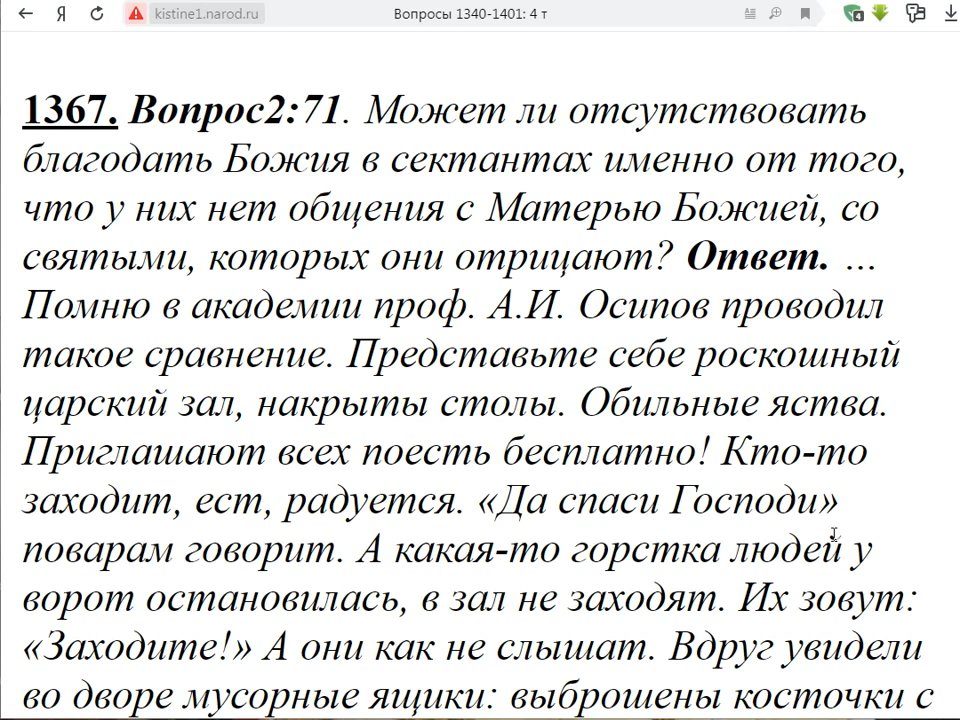 Я kistine1.narod.ru Вопросы 1340-1401: 4 т 4
1367. Вопрос2:71. Может ли отсутствовать
благодать Божия в сектантах именно от того,
что у них нет общения с Матерью Божией, со
святыми, которых они отрицают? Ответ. ...
Помню в академии проф. А.И. Осипов проводил
такое сравнение. Представьте себе роскошный
царский зал, накрыты столы. Обильные яства.
Приглашают всех поесть бесплатно! Кто-то
заходит, ест, радуется. «Да спаси Господи»
поварам говорит. А какая-то горстка людей у
ворот остановилась, в зал не заходят. Их зовут:
«Заходите!» А они как не слышат. Вдруг увидели
во дворе мусорные ящики: выброшены косточки с